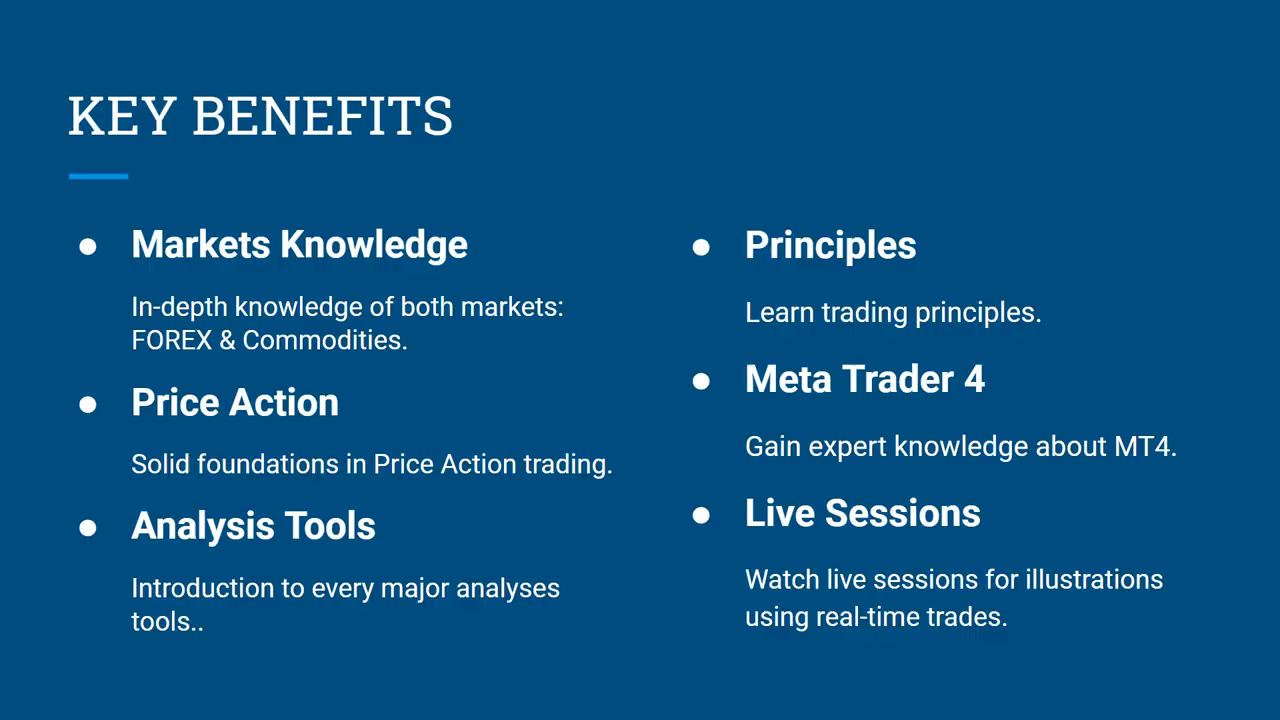 KEY BENEFITS
● Markets Knowledge
In-depth knowledge of both markets:
FOREX & Commodities.
● Price Action
Solid foundations in Price Action trading.
● Analysis Tools
Introduction to every major analyses
tools..
● Principles
Learn trading principles.
● Meta Trader 4
Gain expert knowledge about MT4.
● Live Sessions
Watch live sessions for illustrations
using real-time trades.